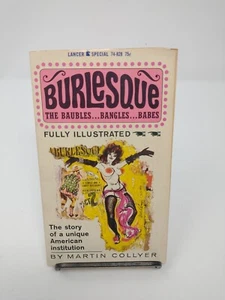 LANCER SPECIAL 74-828 75¢
BURLESQUE
THE BAUBLES...BANGLES...BABES
FULLY ILLUSTRATED
BURLESQUE
The story
of a unique
American
institution
BY MARTIN COLLYER